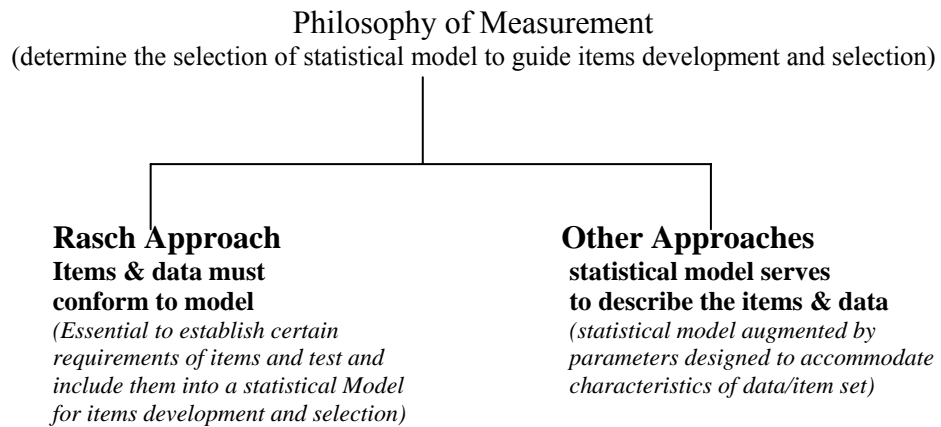 Philosophy of Measurement
(determine the selection of statistical model to guide items development and selection)
Rasch Approach
Items & data must
conform to model
(Essential to establish certain
requirements of items and test and
include them into a statistical Model
for items development and selection)
Other Approaches
statistical model serves
to describe the items & data
(statistical model augmented by
parameters designed to accommodate
characteristics of data/item set)